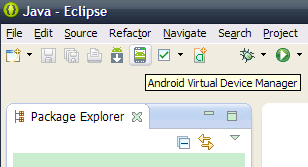 Java - Eclipse
File Edit Source Refactor Navigate Search Project
Android Virtual Device Manager
Package Explorer